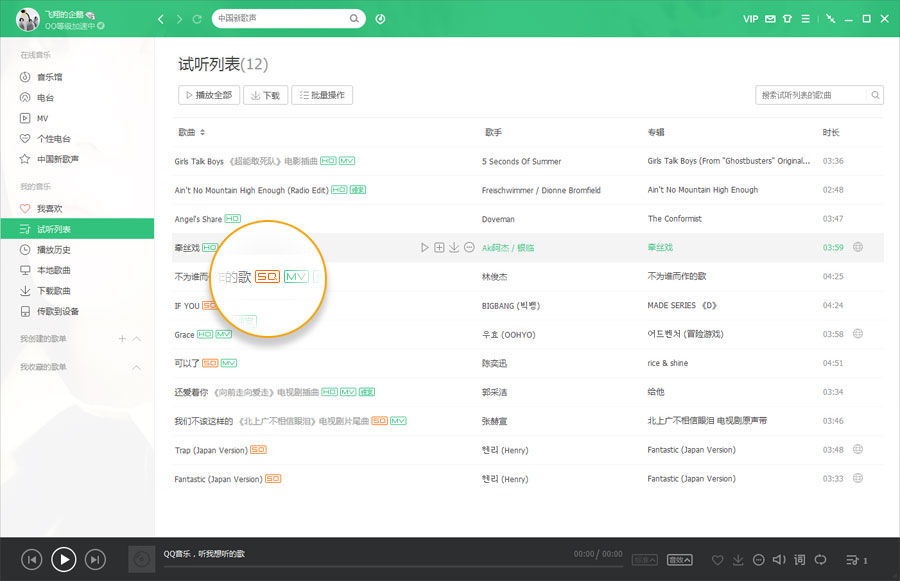 飞翔的企鹅
QQ等级加速中
中国新歌声
VIP
在线音乐
音乐馆
电台
MV
个性电台
中国新歌声
我的音乐
我喜欢
试听列表
播放历史
本地歌曲
下载歌曲
传歌到设备
我创建的歌单
我收藏的歌单
试听列表(12)
播放全部 下载 批量操作 搜索试听列表的歌曲
歌曲 歌手 专辑 时长
Girls Talk Boys 《超能敢死队》电影插曲 HQ MV 5 Seconds Of Summer Girls Talk Boys (From "Ghostbusters" Original... 03:36
Ain't No Mountain High Enough (Radio Edit) HQ 独家 Freischwimmer / Dionne Bromfield Ain't No Mountain High Enough 02:48
Angel's Share HQ Doveman The Conformist 03:47
牵丝戏 HQ Aki阿杰 / 银临 牵丝戏 03:59
不为谁而 的歌 SQ MV 林俊杰 不为谁而作的歌 04:25
IF YOU SQ BIGBANG (빅뱅) MADE SERIES 《D》 04:24
Grace HQ MV 우효 (OOHYO) 어드벤쳐 (冒险游戏) 03:58
可以了 SQ MV 陈奕迅 rice & shine 04:51
还爱着你 《向前走向爱走》电视剧插曲 HQ MV 独家 郭采洁 给他 03:34
我们不该这样的 《北上广不相信眼泪》电视剧片尾曲 SQ MV 张赫宣 北上广不相信眼泪 电视剧原声带 03:46
Trap (Japan Version) SQ 헨리 (Henry) Fantastic (Japan Version) 03:48
Fantastic (Japan Version) SQ 헨리 (Henry) Fantastic (Japan Version) 03:33
QQ音乐，听我想听的歌 00:00 / 00:00 标准 音效 词 1